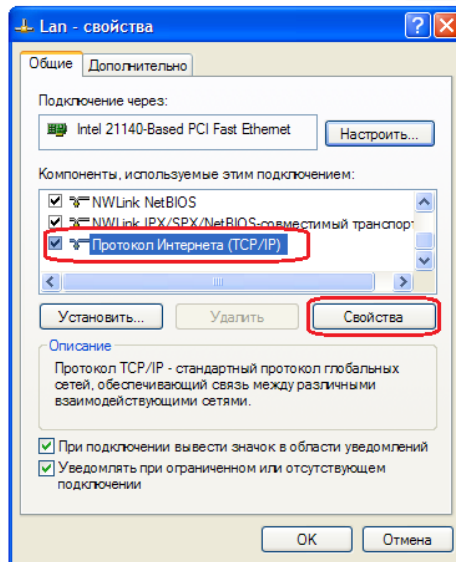 Lan - свойства
Общие
Дополнительно
Подключение через:
Intel 21140-Based PCI Fast Ethernet
Настроить...
Компоненты, используемые этим подключением:
NWLink NetBIOS
NWLink IPX/SPX/NetBIOS-совместимый транспорт
Протокол Интернета (TCP/IP)
Установить...
Удалить
Свойства
Описание
Протокол TCP/IP - стандартный протокол глобальных
сетей, обеспечивающий связь между различными
взаимодействующими сетями.
При подключении вывести значок в области уведомлений
Уведомлять при ограниченном или отсутствующем
подключении
OK
Отмена